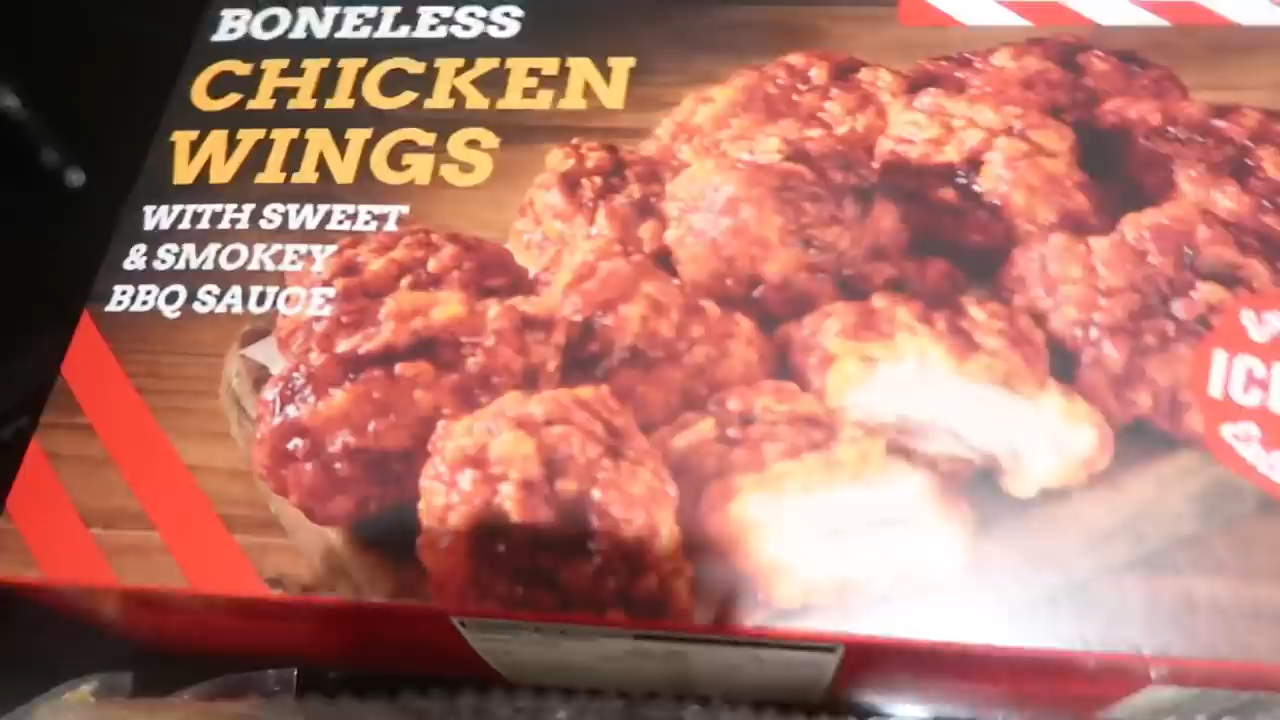 BONELESS
CHICKEN
WINGS
WITH SWEET
& SMOKEY
BBQ SAUCE